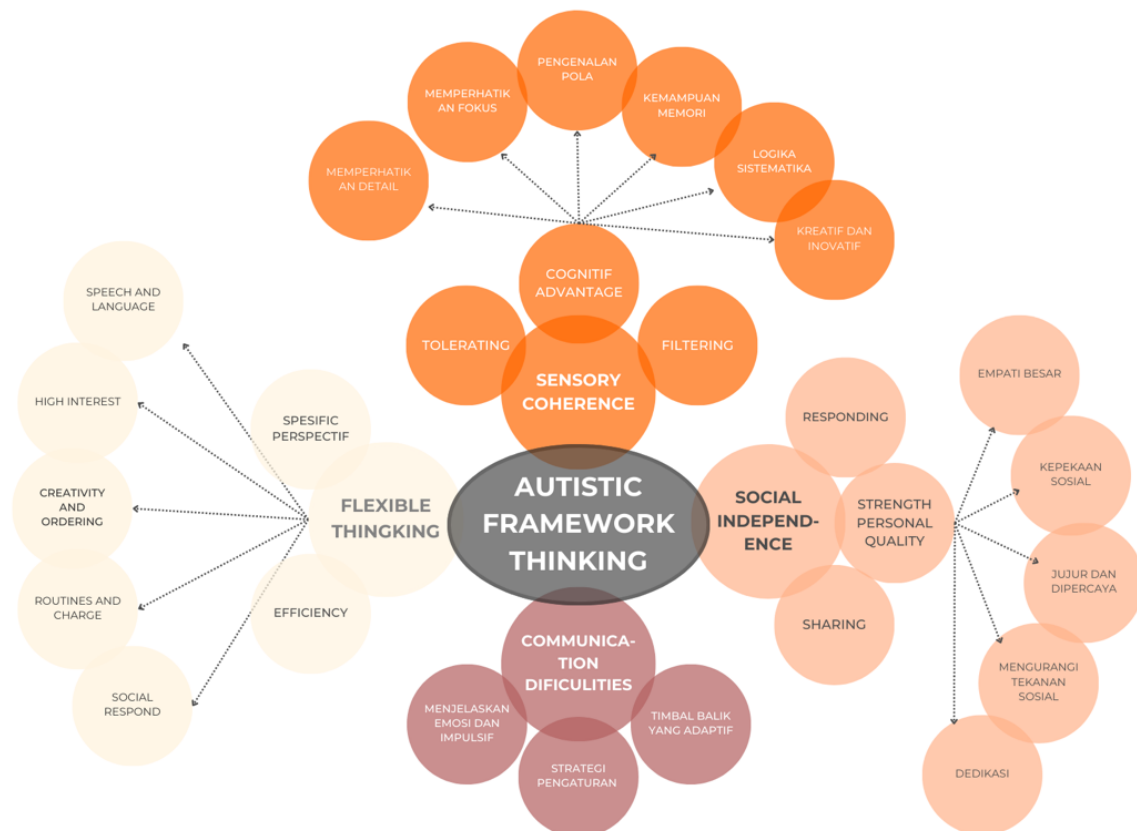 PENGENALAN
POLA
MEMPERHATIK
AN FOKUS
KEMAMPUAN
MEMORI
MEMPERHATIK
AN DETAIL
LOGIKA
SISTEMATIKA
KREATIF DAN
INOVATIF
COGNITIF
ADVANTAGE
TOLERATING
FILTERING
SENSORY
COHERENCE
SPEECH AND
LANGUAGE
HIGH INTEREST
CREATIVITY
AND
ORDERING
ROUTINES AND
CHARGE
SOCIAL
RESPOND
SPESIFIC
PERSPECTIF
FLEXIBLE
THINGKING
EFFICIENCY
AUTISTIC
FRAMEWORK
THINKING
SOCIAL
INDEPEND-
ENCE
RESPONDING
STRENGTH
PERSONAL
QUALITY
SHARING
EMPATI BESAR
KEPEKAAN
SOSIAL
JUJUR DAN
DIPERCAYA
MENGURANGI
TEKANAN
SOSIAL
DEDIKASI
COMMUNICA-
TION
DIFICULITIES
MENJELASKAN
EMOSI DAN
IMPULSIF
STRATEGI
PENGATURAN
TIMBAL BALIK
YANG ADAPTIF